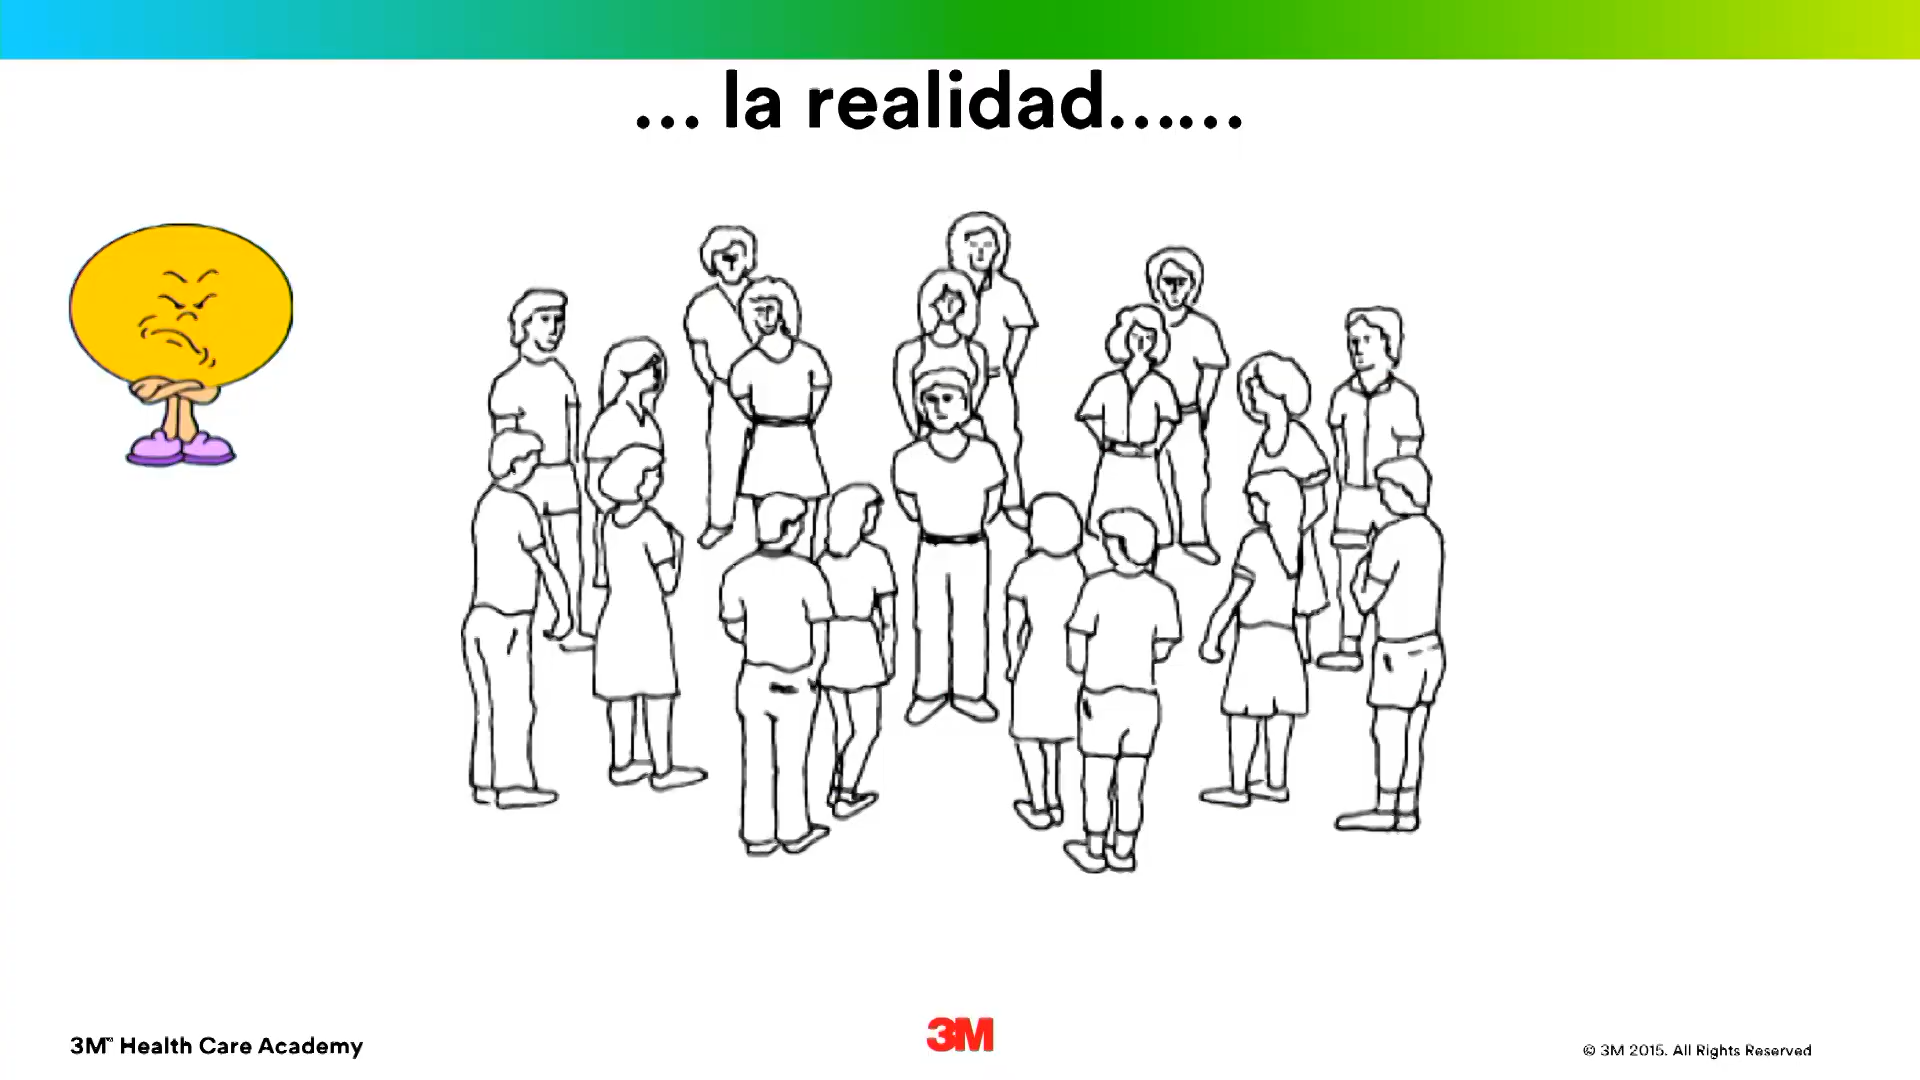 ... la realidad......
3M™ Health Care Academy
3M
© 3M 2015. All Rights Reserved